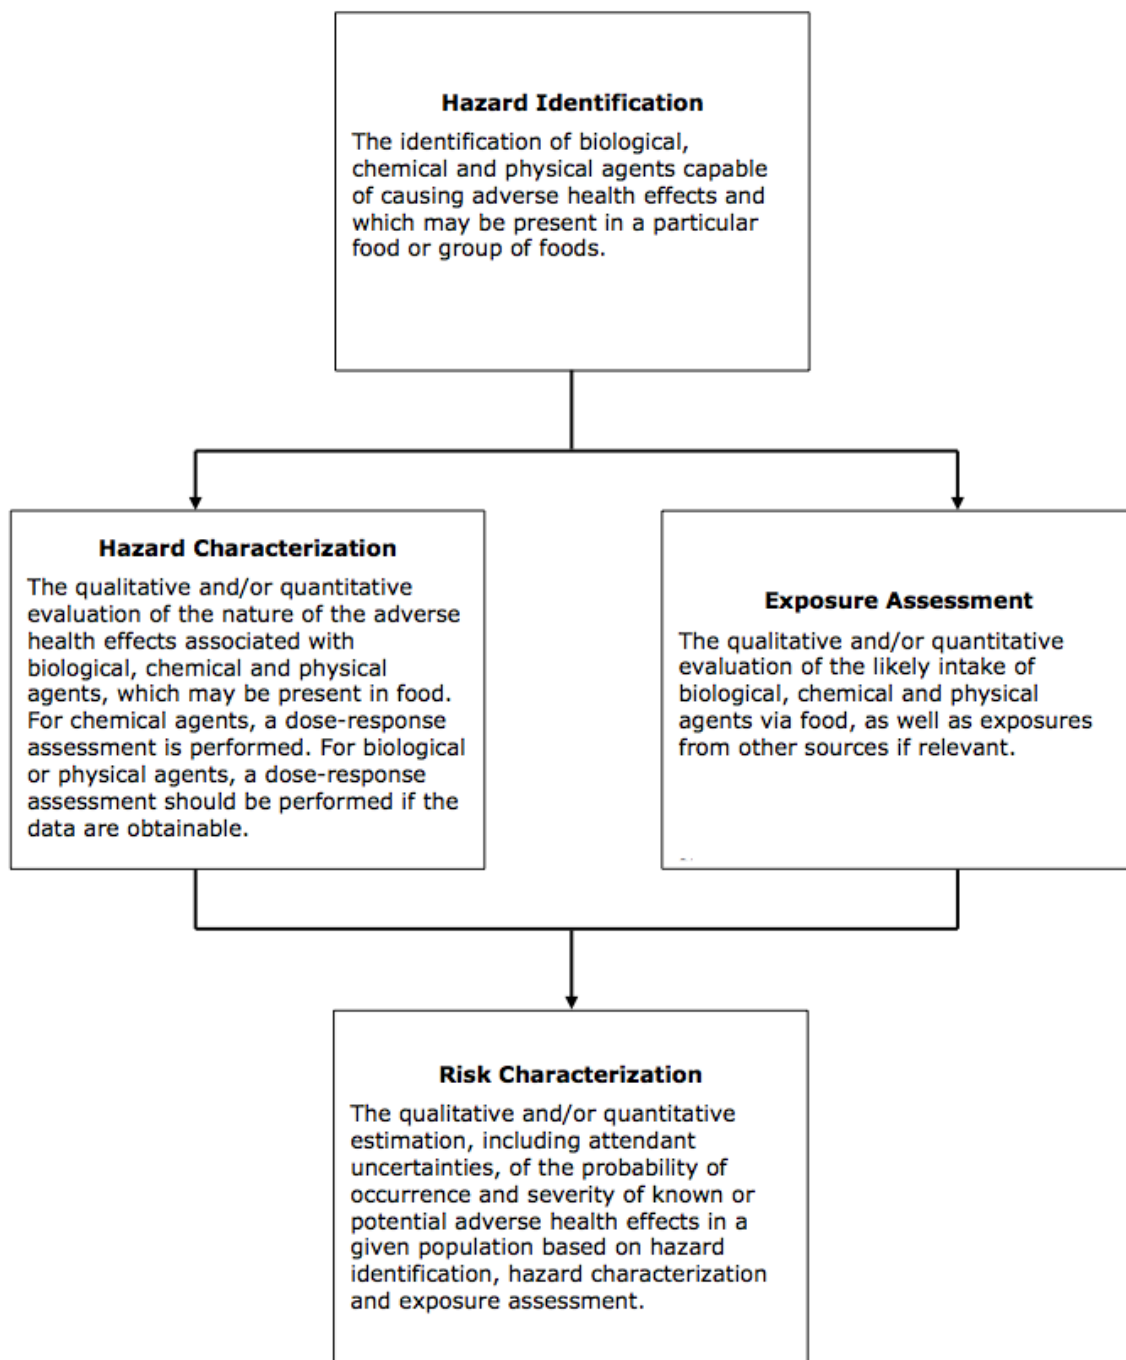 Hazard Identification
The identification of biological,
chemical and physical agents capable
of causing adverse health effects and
which may be present in a particular
food or group of foods.
Hazard Characterization
The qualitative and/or quantitative
evaluation of the nature of the adverse
health effects associated with
biological, chemical and physical
agents, which may be present in food.
For chemical agents, a dose-response
assessment is performed. For biological
or physical agents, a dose-response
assessment should be performed if the
data are obtainable.
Exposure Assessment
The qualitative and/or quantitative
evaluation of the likely intake of
biological, chemical and physical
agents via food, as well as exposures
from other sources if relevant.
Risk Characterization
The qualitative and/or quantitative
estimation, including attendant
uncertainties, of the probability of
occurrence and severity of known or
potential adverse health effects in a
given population based on hazard
identification, hazard characterization
and exposure assessment.